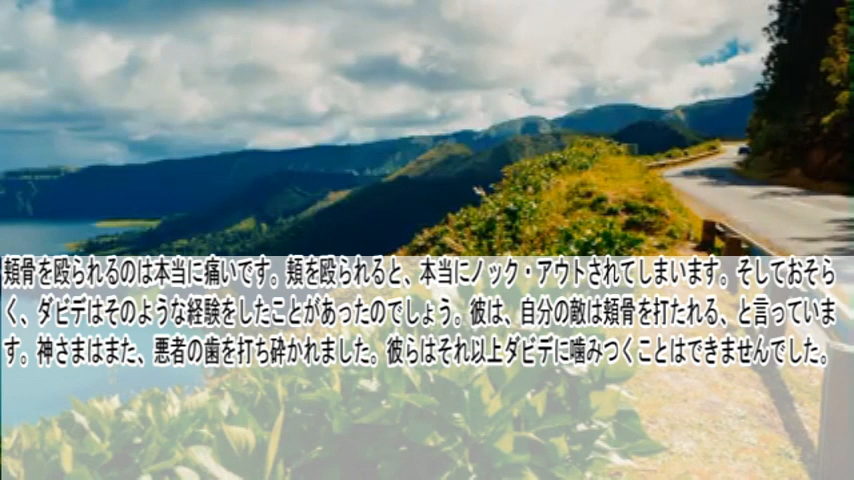 頬骨を殴られるのは本当に痛いです。頬を殴られると、本当にノック・アウトされてしまいます。そしておそら
く、ダビデはそのような経験をしたことがあったのでしょう。彼は、自分の敵は頬骨を打たれる、と言っていま
す。神さまはまた、悪者の歯を打ち砕かれました。彼らはそれ以上ダビデに噛みつくことはできませんでした。